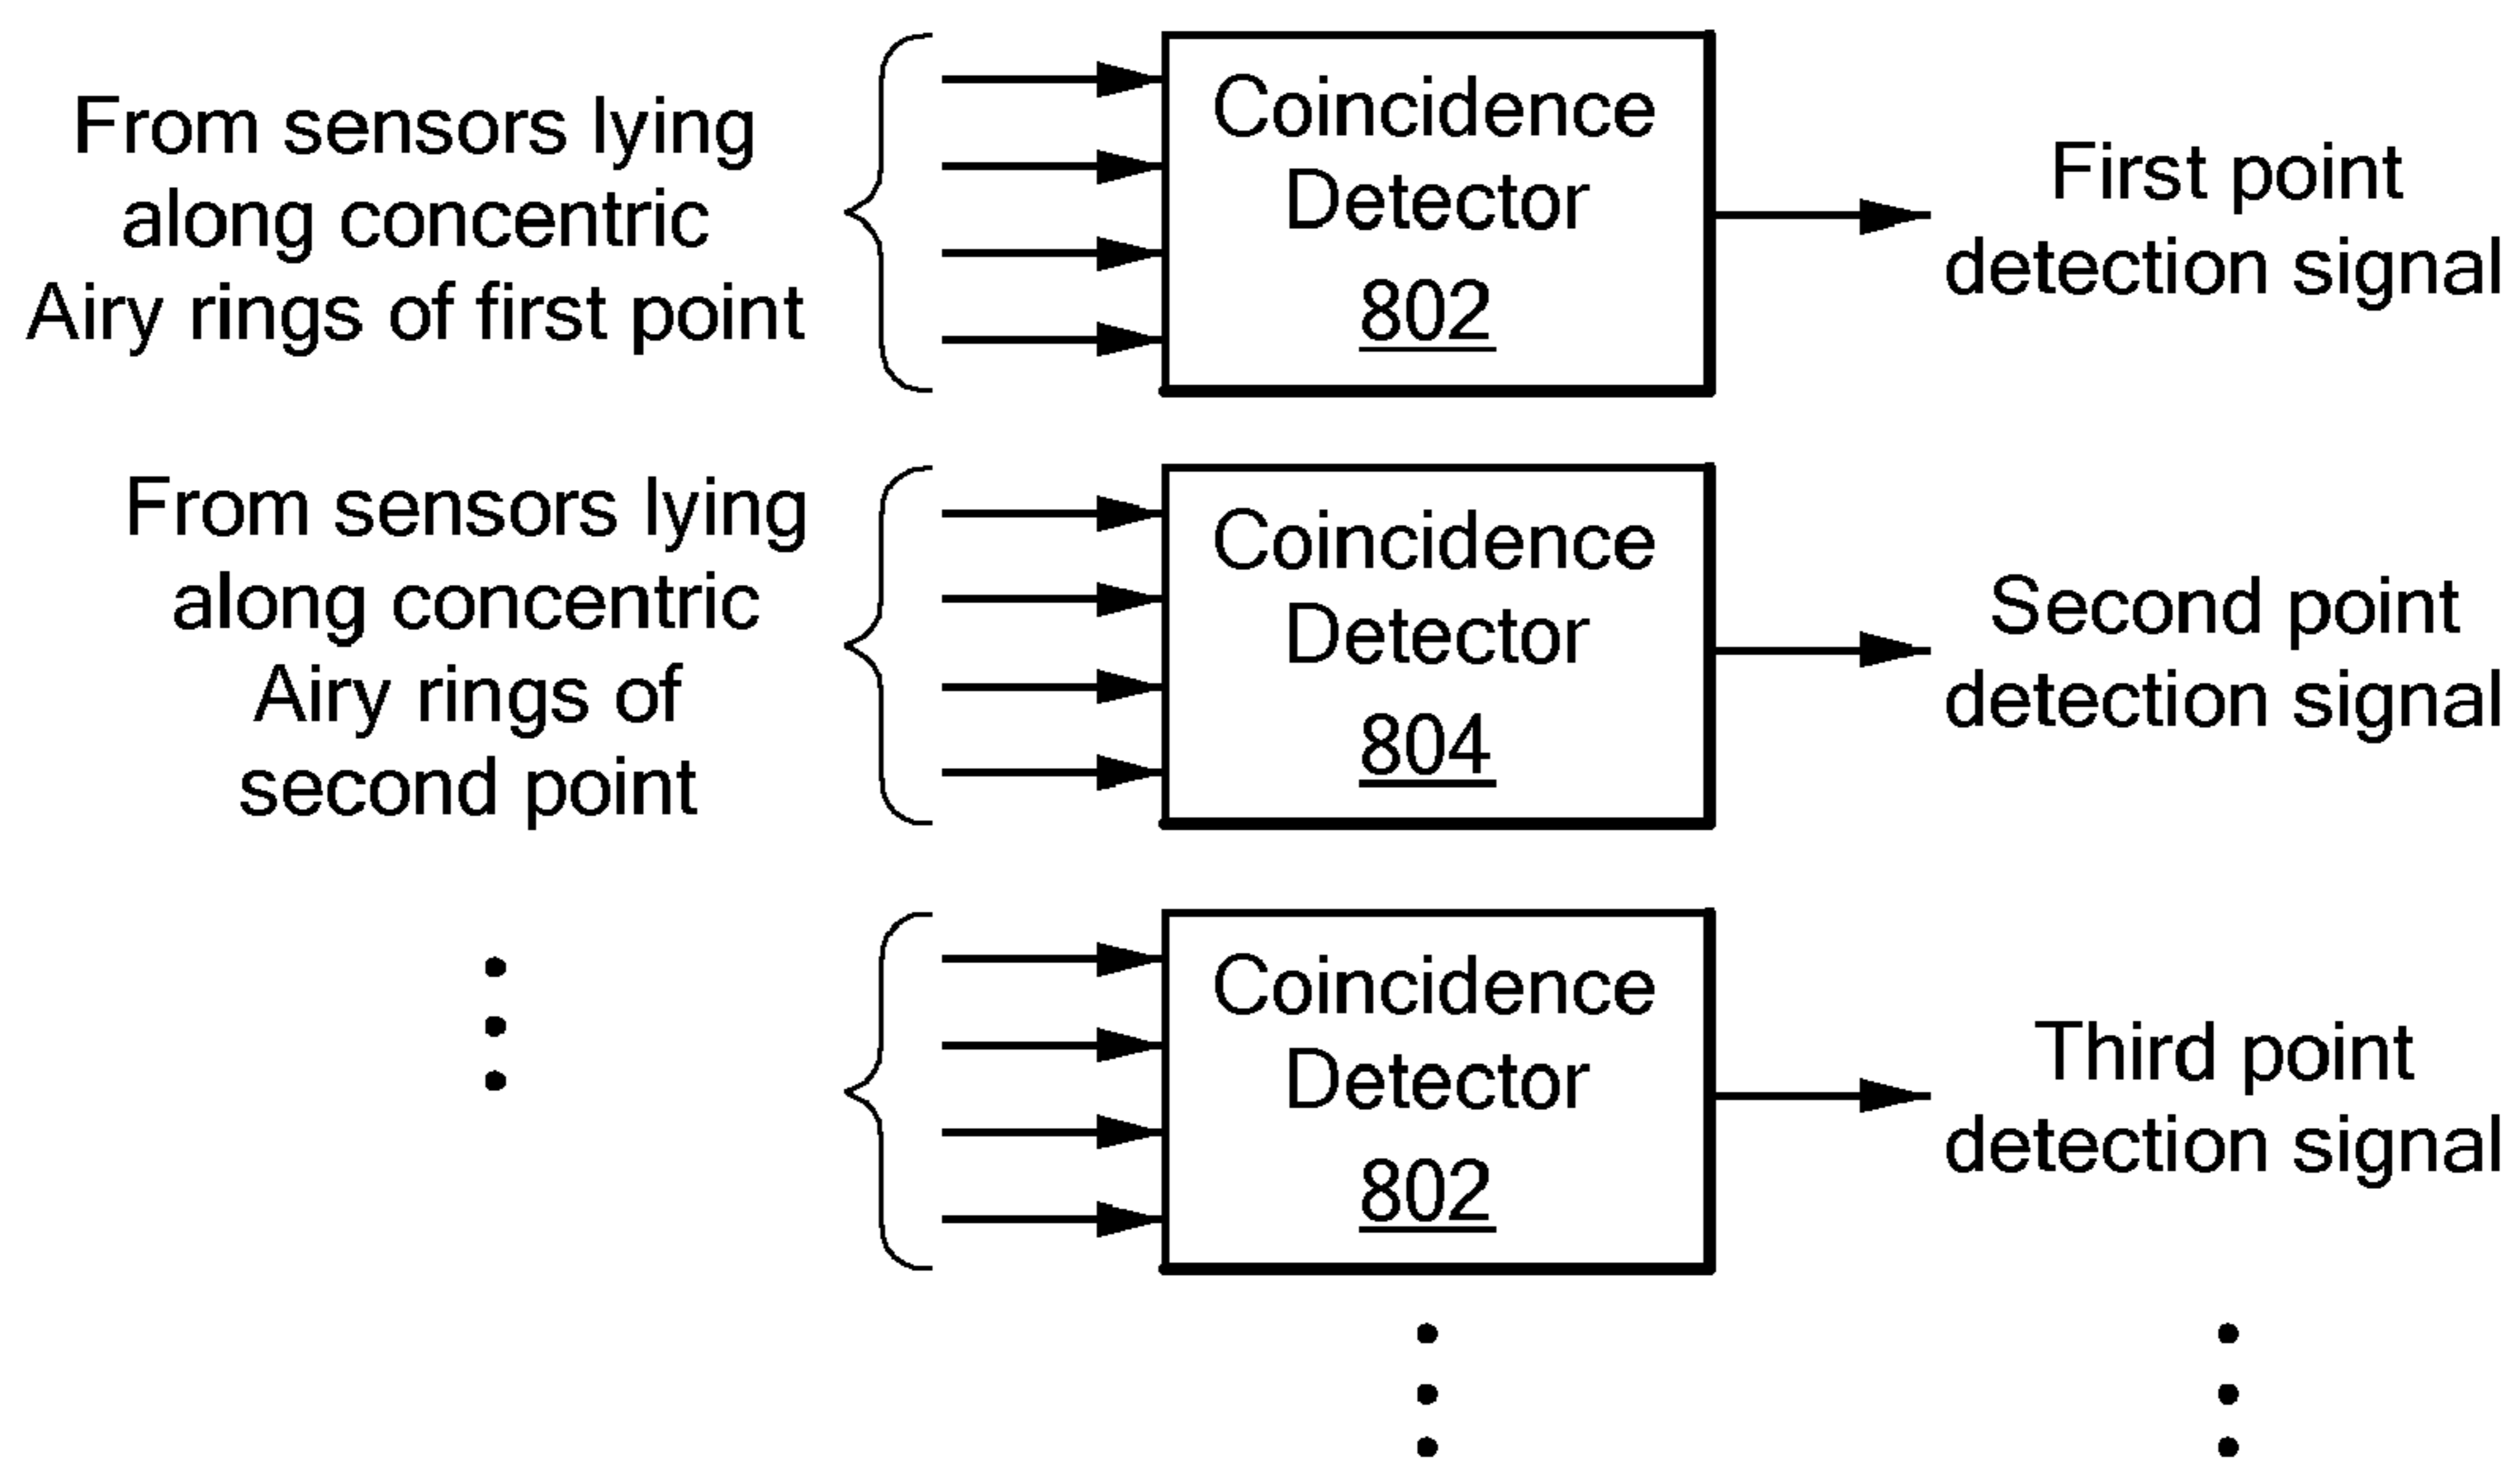 From sensors lying
along concentric
Airy rings of first point
Coincidence
Detector
802
First point
detection signal
From sensors lying
along concentric
Airy rings of
second point
Coincidence
Detector
804
Second point
detection signal
Coincidence
Detector
802
Third point
detection signal